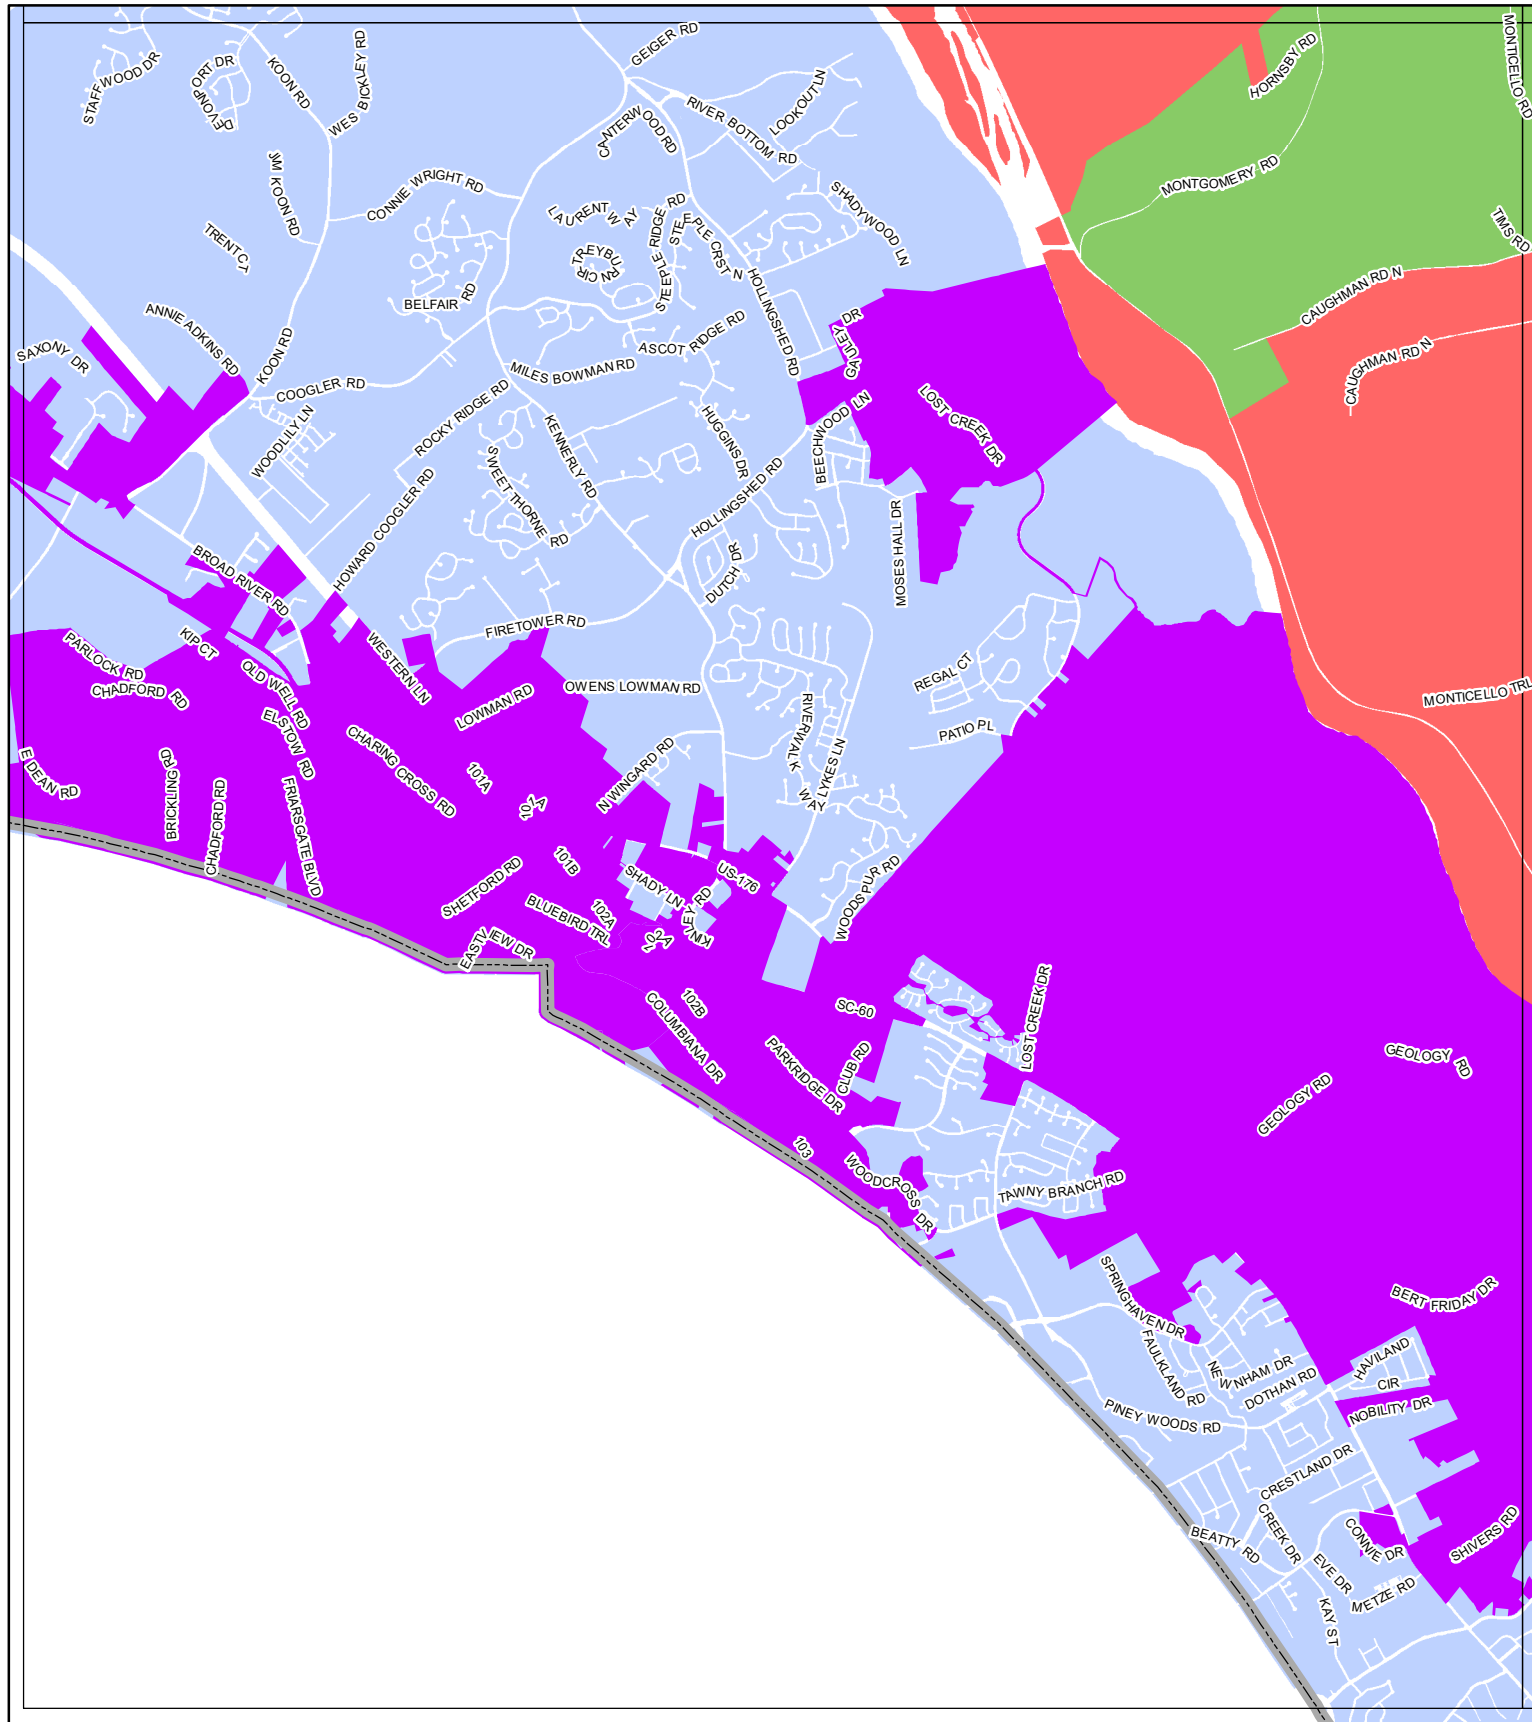 STAFFWOOD DR
DEVONPORT DR
KOON RD
WES BICKLEY RD
GEIGER RD
CANTERWOOD RD
RIVER BOTTOM RD
LOOKOUT LN
HORNSBY RD
MONTICELLO RD
JIM KOON RD
CONNIE WRIGHT RD
MONTGOMERY RD
TRENT CT
LAURENT WAY
STEEPLE RIDGE RD
STEEPLE CRST N
SHADYWOOD LN
TIMS RD
TREYBURN CIR
BELFAIR RD
HOLLINGSHED RD
CAUGHMAN RD N
ANNIE ADKINS RD
SAXONY DR
KOON RD
ASCOT RIDGE RD
GAULEY DR
CAUGHMAN RD N
COOGLER RD
MILES BOWMAN RD
WOODLILY LN
ROCKY RIDGE RD
KENNERLY RD
HUGGINS DR
BEECHWOOD LN
LOST CREEK DR
SWEET THORNE RD
HOWARD COOGLER RD
HOLLINGSHED RD
MOSES HALL DR
BROAD RIVER RD
DUTCH DR
FIRETOWER RD
PARLOCK RD
KIP CT
OLD WELL RD
WESTERN LN
REGAL CT
CHADFORD RD
LOWMAN RD
OWENS LOWMAN RD
RIVERWALK WAY
MONTICELLO TRL
ELSTOW RD
CHARING CROSS RD
PATIO PL
E DEAN RD
BRICKLING RD
CHADFORD RD
FRIARSGATE BLVD
101A
107A
N WINGARD RD
LYKES LN
SHETFORD RD
101B
SHADY LN
US-176
WOODSPUR RD
BLUEBIRD TRL
102A
KINLEY RD
EASTVIEW DR
102A
COLUMBIANA DR
102B
SC-60
LOST CREEK DR
PARKRIDGE DR
CLUB RD
GEOLOGY RD
GEOLOGY RD
103
WOODCROSS DR
TAWNY BRANCH RD
SPRINGHAVEN DR
BERT FRIDAY DR
FAULKLAND RD
NEWNHAM DR
DOTHAN RD
HAVILAND CIR
PINEY WOODS RD
NOBILITY DR
CRESTLAND DR
BEATTY RD
CREEK DR
CONNIE DR
SHIVERS RD
EVE DR
METZE RD
KAY ST